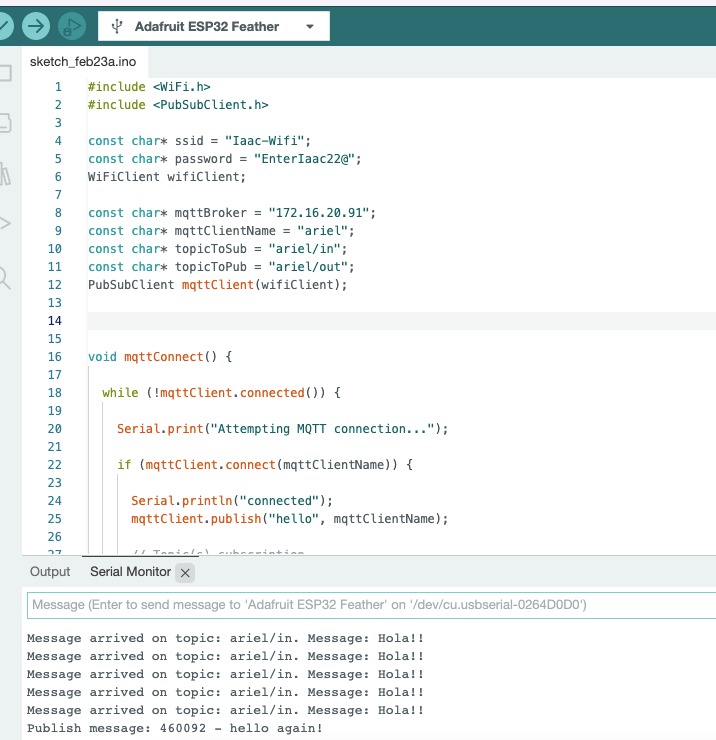 Adafruit ESP32 Feather
sketch_feb23a.ino
1 #include <WiFi.h>
2 #include <PubSubClient.h>
3
4 const char* ssid = "Iaac-Wifi";
5 const char* password = "EnterIaac22@";
6 WiFiClient wifiClient;
7
8 const char* mqttBroker = "172.16.20.91";
9 const char* mqttClientName = "ariel";
10 const char* topicToSub = "ariel/in";
11 const char* topicToPub = "ariel/out";
12 PubSubClient mqttClient(wifiClient);
13
14
15
16 void mqttConnect() {
17
18 while (!mqttClient.connected()) {
19
20 Serial.print("Attempting MQTT connection...");
21
22 if (mqttClient.connect(mqttClientName)) {
23
24 Serial.println("connected");
25 mqttClient.publish("hello", mqttClientName);
26
27 // Topic(s) subscription
Output Serial Monitor
Message (Enter to send message to 'Adafruit ESP32 Feather' on '/dev/cu.usbserial-0264D0D0')
Message arrived on topic: ariel/in. Message: Hola!!
Message arrived on topic: ariel/in. Message: Hola!!
Message arrived on topic: ariel/in. Message: Hola!!
Message arrived on topic: ariel/in. Message: Hola!!
Message arrived on topic: ariel/in. Message: Hola!!
Publish message: 460092 - hello again!